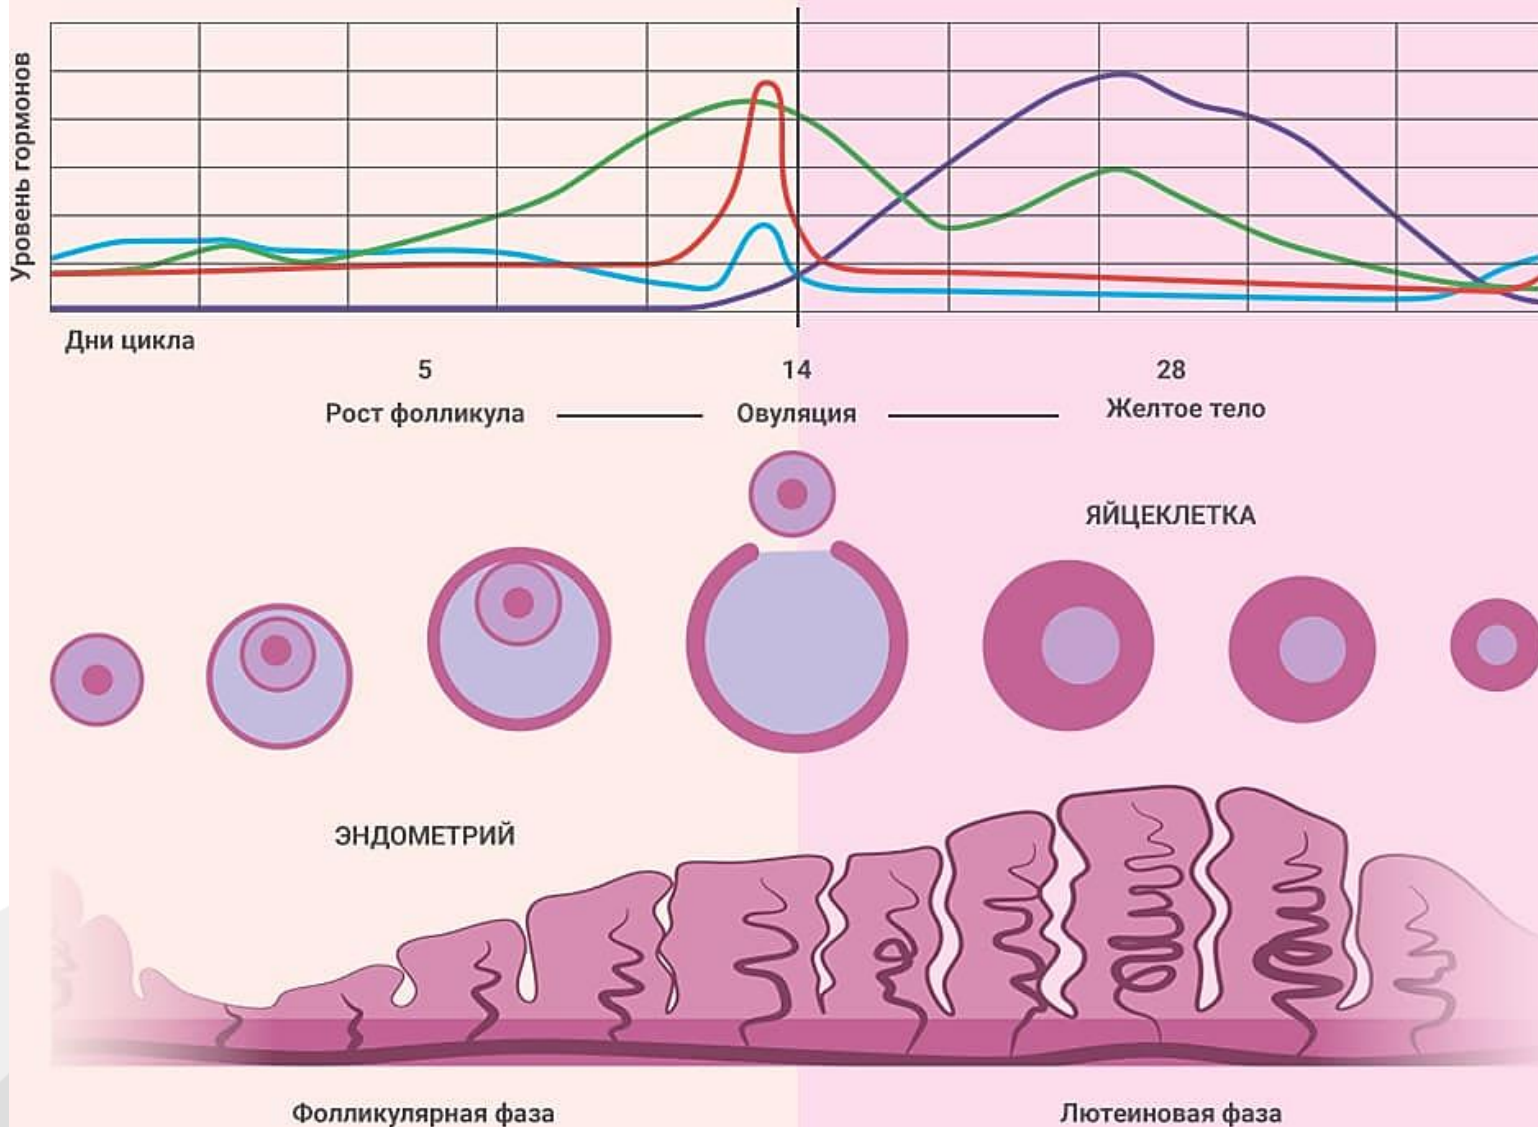 Уровень гормонов
Дни цикла
5 14 28
Рост фолликула Овуляция Желтое тело
ЯЙЦЕКЛЕТКА
ЭНДОМЕТРИЙ
Фолликулярная фаза Лютеиновая фаза